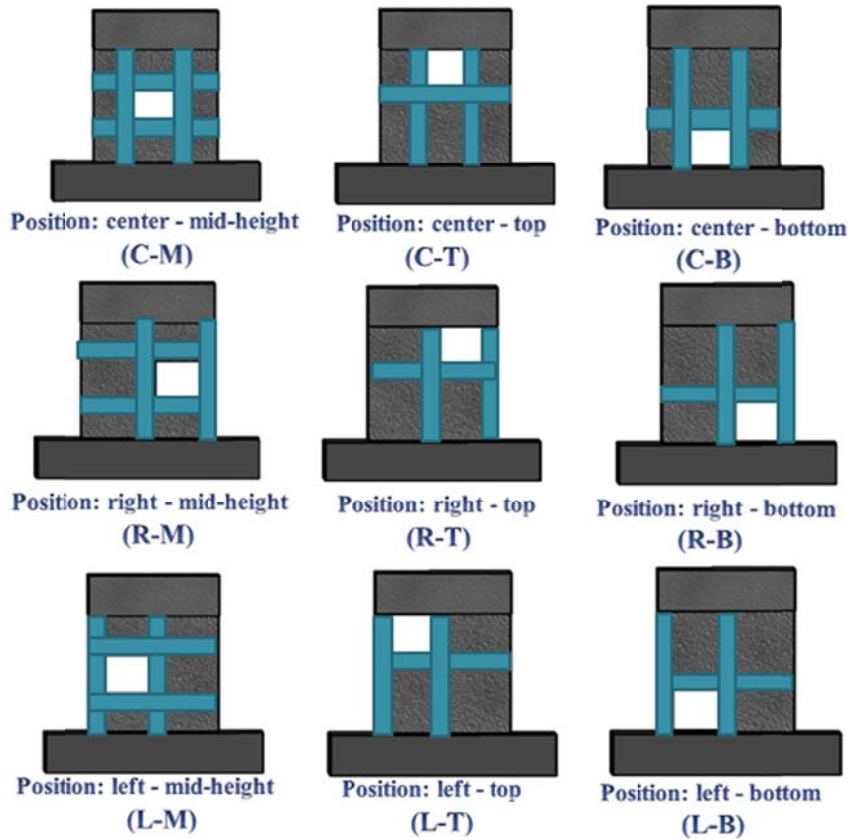 Position: center - mid-height
(C-M)
Position: center - top
(C-T)
Position: center - bottom
(C-B)
Position: right - mid-height
(R-M)
Position: right - top
(R-T)
Position: right - bottom
(R-B)
Position: left - mid-height
(L-M)
Position: left - top
(L-T)
Position: left - bottom
(L-B)